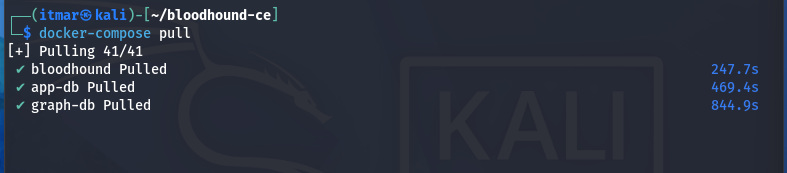 ┌──(itmar㉿kali)-[~/bloodhound-ce]
└─$ docker-compose pull
[+] Pulling 41/41
✔ bloodhound Pulled 247.7s
✔ app-db Pulled 469.4s
✔ graph-db Pulled 844.9s
KALI